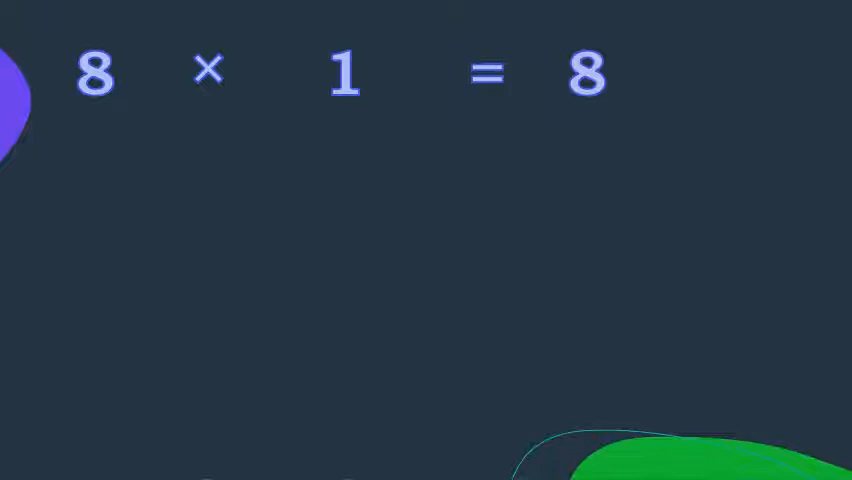 8 × 1 = 8